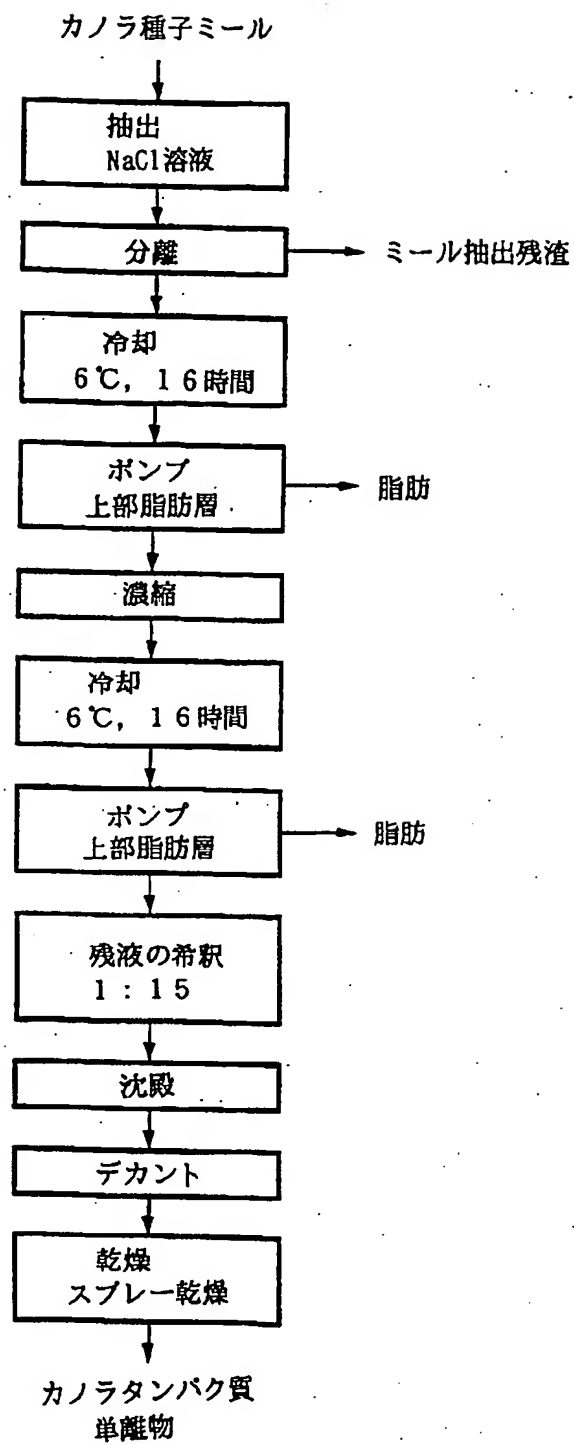 カノラ種子ミール
抽出
NaCl溶液
分離
ミール抽出残渣
冷却
6℃, 16時間
ポンプ
上部脂肪層
脂肪
濃縮
冷却
6℃, 16時間
ポンプ
上部脂肪層
脂肪
残液の希釈
1:15
沈殿
デカント
乾燥
スプレー乾燥
カノラタンパク質
単離物